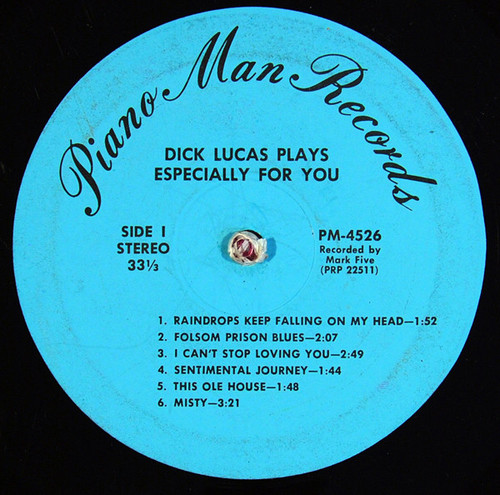 Piano Man Records
DICK LUCAS PLAYS
ESPECIALLY FOR YOU
SIDE I
STEREO
33⅓
PM-4526
Recorded by
Mark Five
(PRP 22511)
1. RAINDROPS KEEP FALLING ON MY HEAD—1:52
2. FOLSOM PRISON BLUES—2:07
3. I CAN'T STOP LOVING YOU—2:49
4. SENTIMENTAL JOURNEY—1:44
5. THIS OLE HOUSE—1:48
6. MISTY—3:21